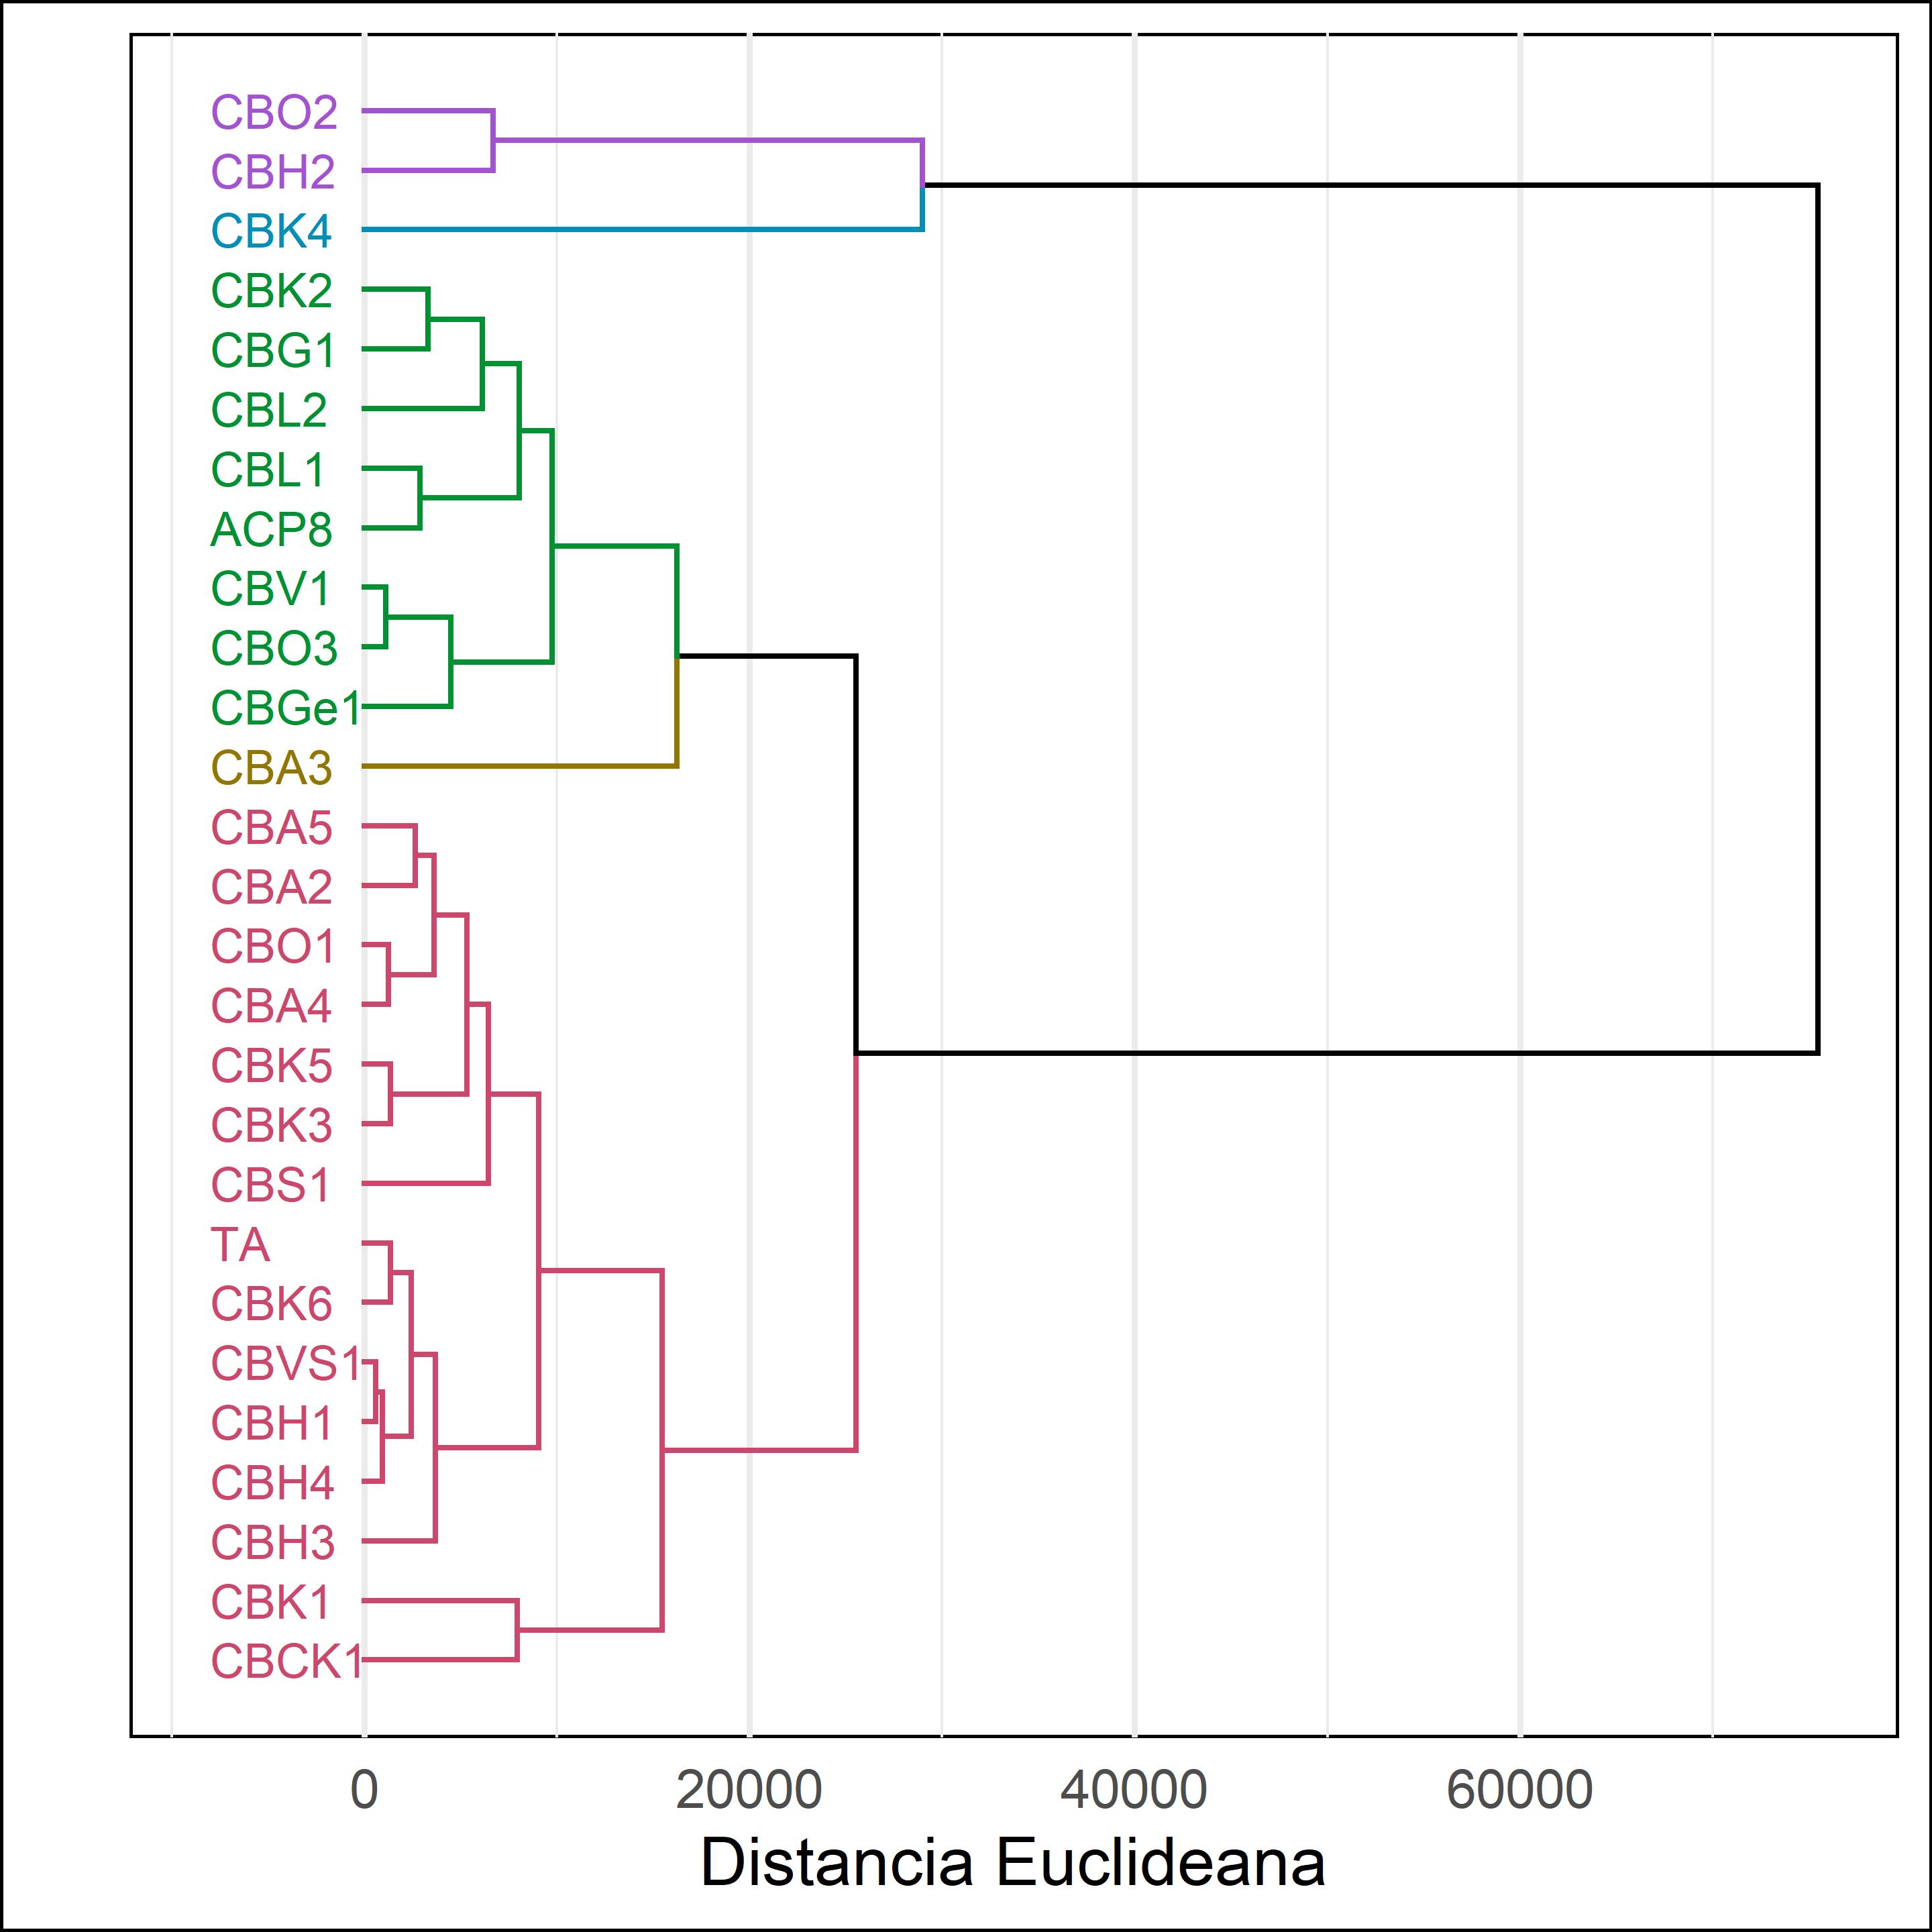 CBO2
CBH2
CBK4
CBK2
CBG1
CBL2
CBL1
ACP8
CBV1
CBO3
CBGe1
CBA3
CBA5
CBA2
CBO1
CBA4
CBK5
CBK3
CBS1
TA
CBK6
CBVS1
CBH1
CBH4
CBH3
CBK1
CBCK1
0 20000 40000 60000
Distancia Euclideana